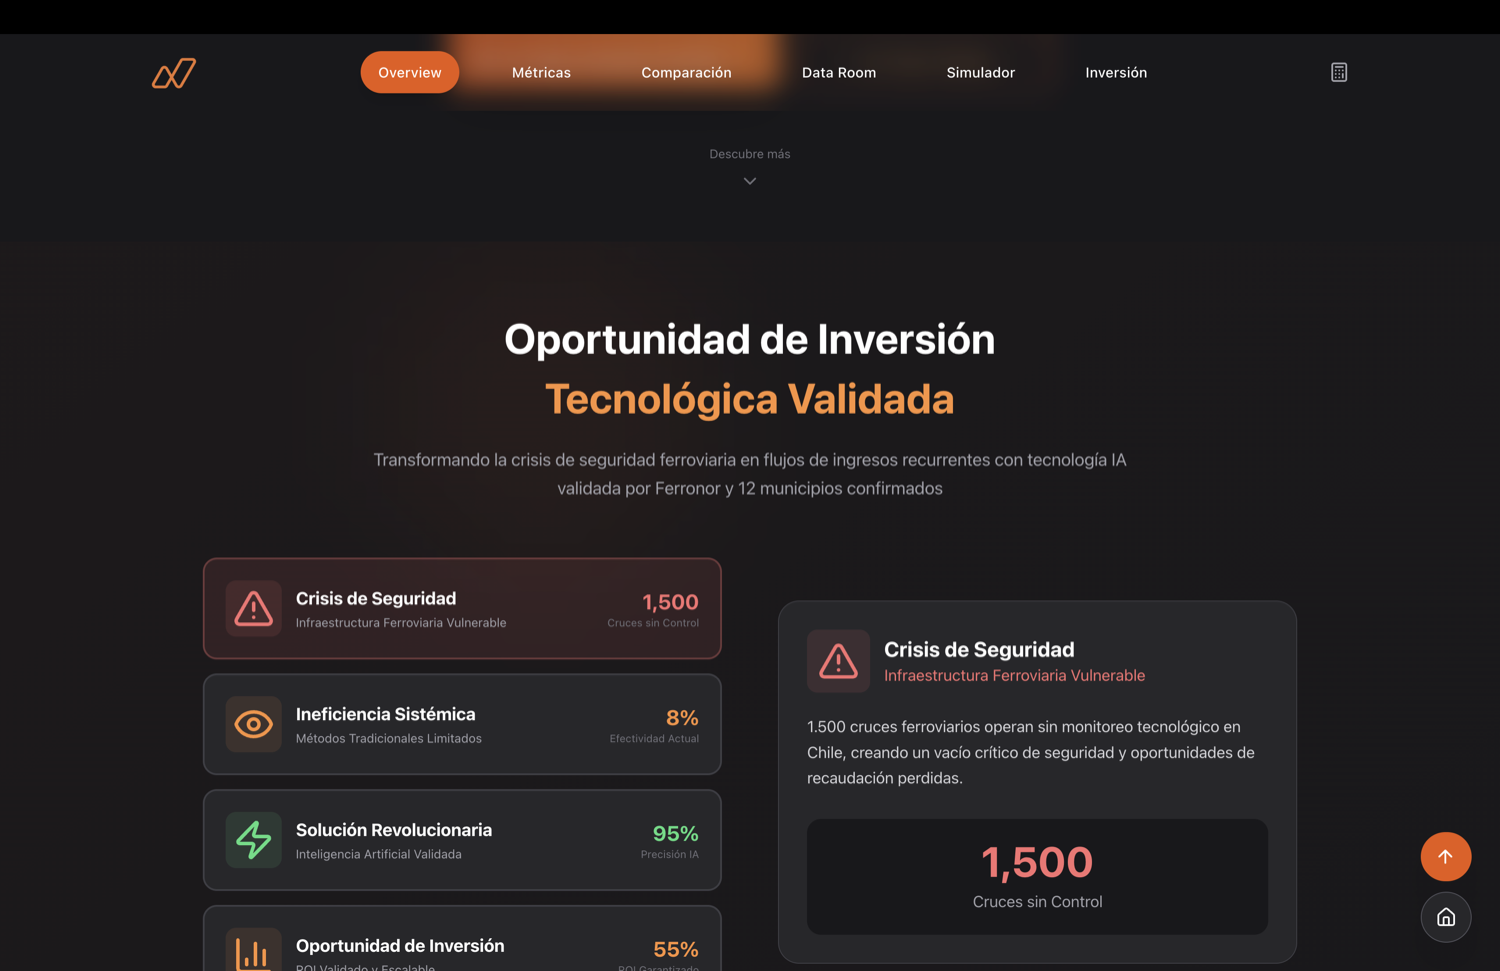 Overview
Métricas
Comparación
Data Room
Simulador
Inversión
Descubre más
Oportunidad de Inversión
Tecnológica Validada
Transformando la crisis de seguridad ferroviaria en flujos de ingresos recurrentes con tecnología IA
validada por Ferronor y 12 municipios confirmados
Crisis de Seguridad
Infraestructura Ferroviaria Vulnerable
1,500
Cruces sin Control
Ineficiencia Sistémica
Métodos Tradicionales Limitados
8%
Efectividad Actual
Solución Revolucionaria
Inteligencia Artificial Validada
95%
Precisión IA
Oportunidad de Inversión
ROI Validado y Escalable
55%
ROI Garantizado
Crisis de Seguridad
Infraestructura Ferroviaria Vulnerable
1.500 cruces ferroviarios operan sin monitoreo tecnológico en
Chile, creando un vacío crítico de seguridad y oportunidades de
recaudación perdidas.
1,500
Cruces sin Control